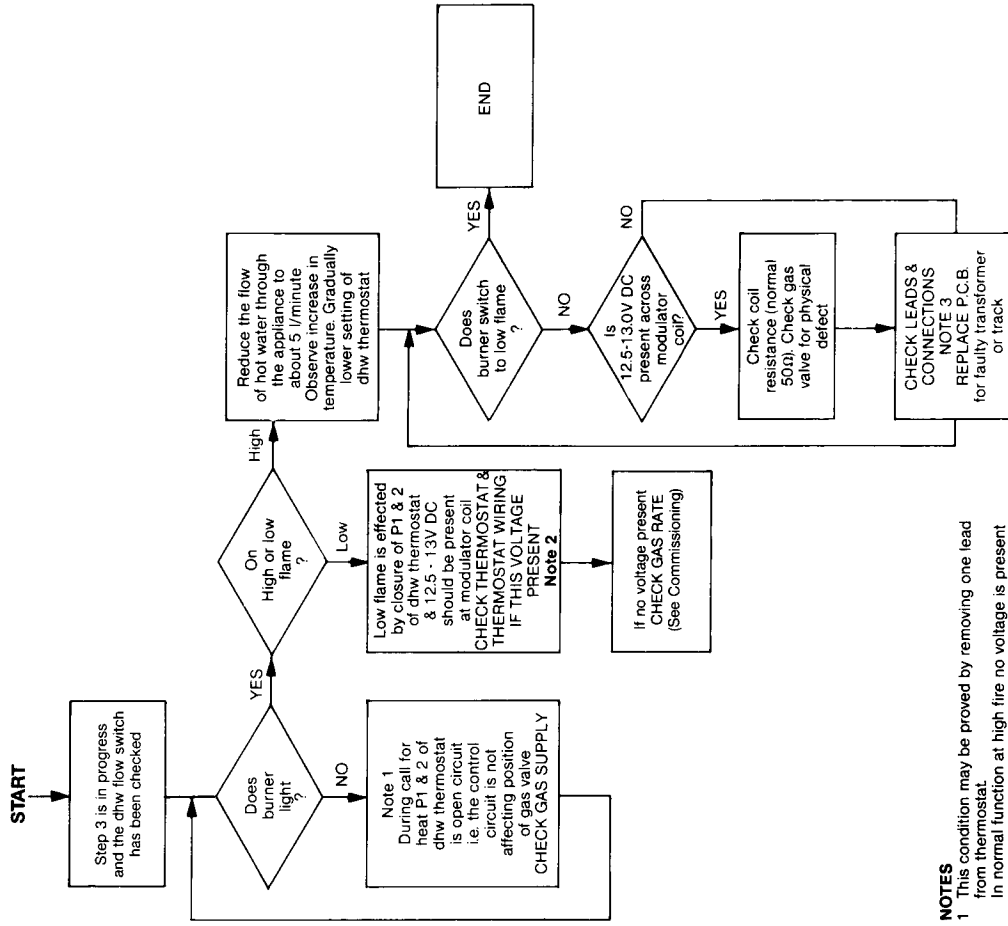 START
Step 3 is in progress
and the dhw flow switch
has been checked
Does
burner
light
?
YES
NO
Note 1
During call for
heat P1 & 2 of
dhw thermostat
is open circuit
i.e. the control
circuit is not
affecting position
of gas valve
CHECK GAS SUPPLY
On
High or low
flame
?
High
Low
Low flame is effected
by closure of P1 & 2
of dhw thermostat
& 12.5 - 13V DC
should be present
at modulator coil
CHECK THERMOSTAT &
THERMOSTAT WIRING
IF THIS VOLTAGE
PRESENT
Note 2
If no voltage present
CHECK GAS RATE
(See Commissioning)
Reduce the flow
of hot water through
the appliance to
about 5 l/minute
Observe increase in
temperature. Gradually
lower setting of
dhw thermostat
Does
burner switch
to low flame
?
YES
NO
END
Is
12.5-13.0V DC
present across
modulator
coil?
NO
YES
Check coil
resistance (normal
50Ω). Check gas
valve for physical
defect
CHECK LEADS &
CONNECTIONS
NOTE 3
REPLACE P.C.B.
for faulty transformer
or track
NOTES
1 This condition may be proved by removing one lead
from thermostat.
In normal function at high fire no voltage is present